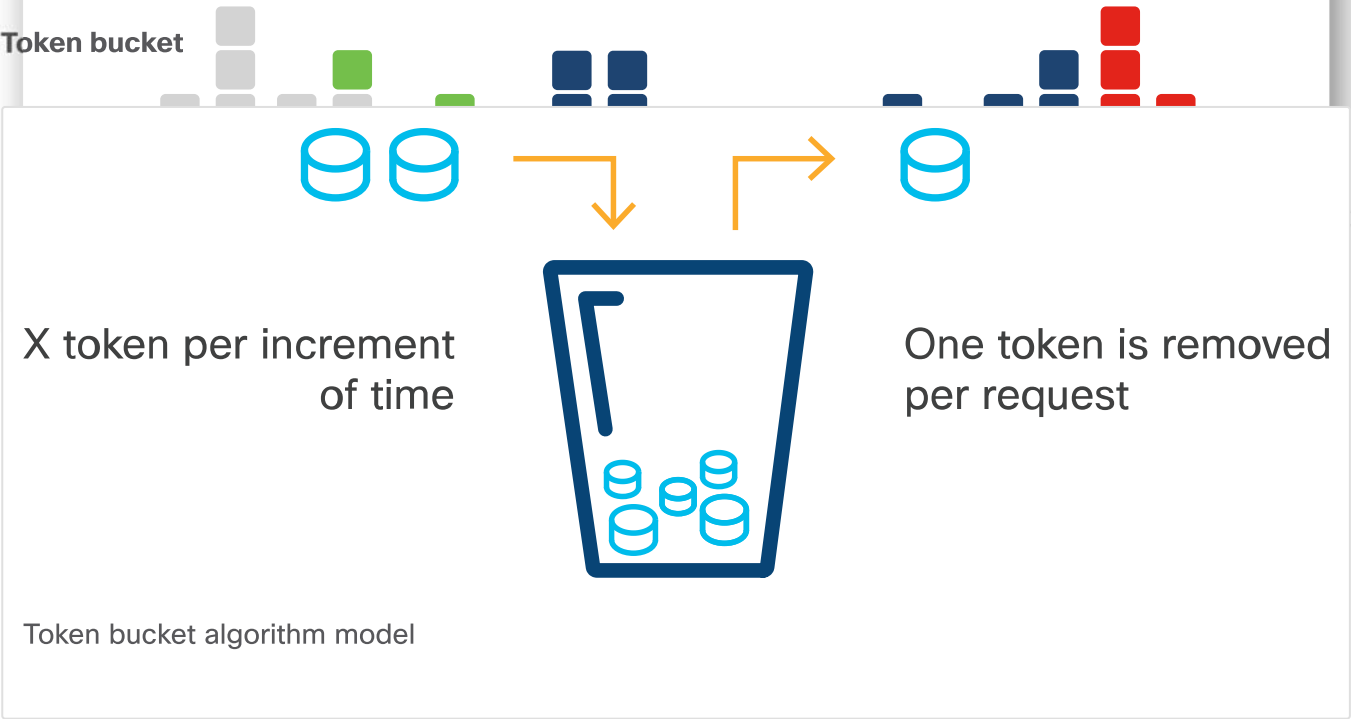 Token bucket
X token per increment
of time
One token is removed
per request
Token bucket algorithm model